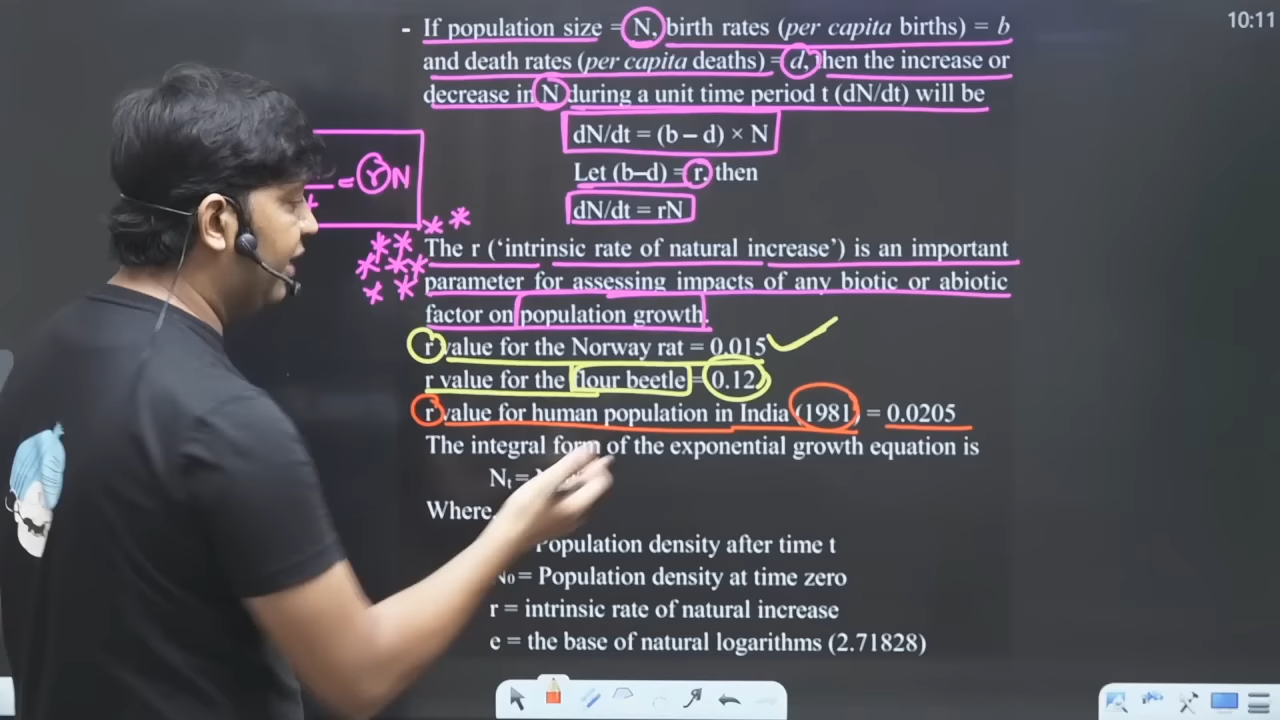 10:11
- If population size = N, birth rates (per capita births) = b
and death rates (per capita deaths) = d, then the increase or
decrease in N during a unit time period t (dN/dt) will be
dN/dt = (b – d) × N
Let (b–d) = r, then
= rN
dN/dt = rN
The r (‘intrinsic rate of natural increase’) is an important
parameter for assessing impacts of any biotic or abiotic
factor on population growth.
r value for the Norway rat = 0.015
r value for the flour beetle = 0.12
r value for human population in India (1981) = 0.0205
The integral form of the exponential growth equation is
Nt =
Where,
Population density after time t
N0 = Population density at time zero
r = intrinsic rate of natural increase
e = the base of natural logarithms (2.71828)